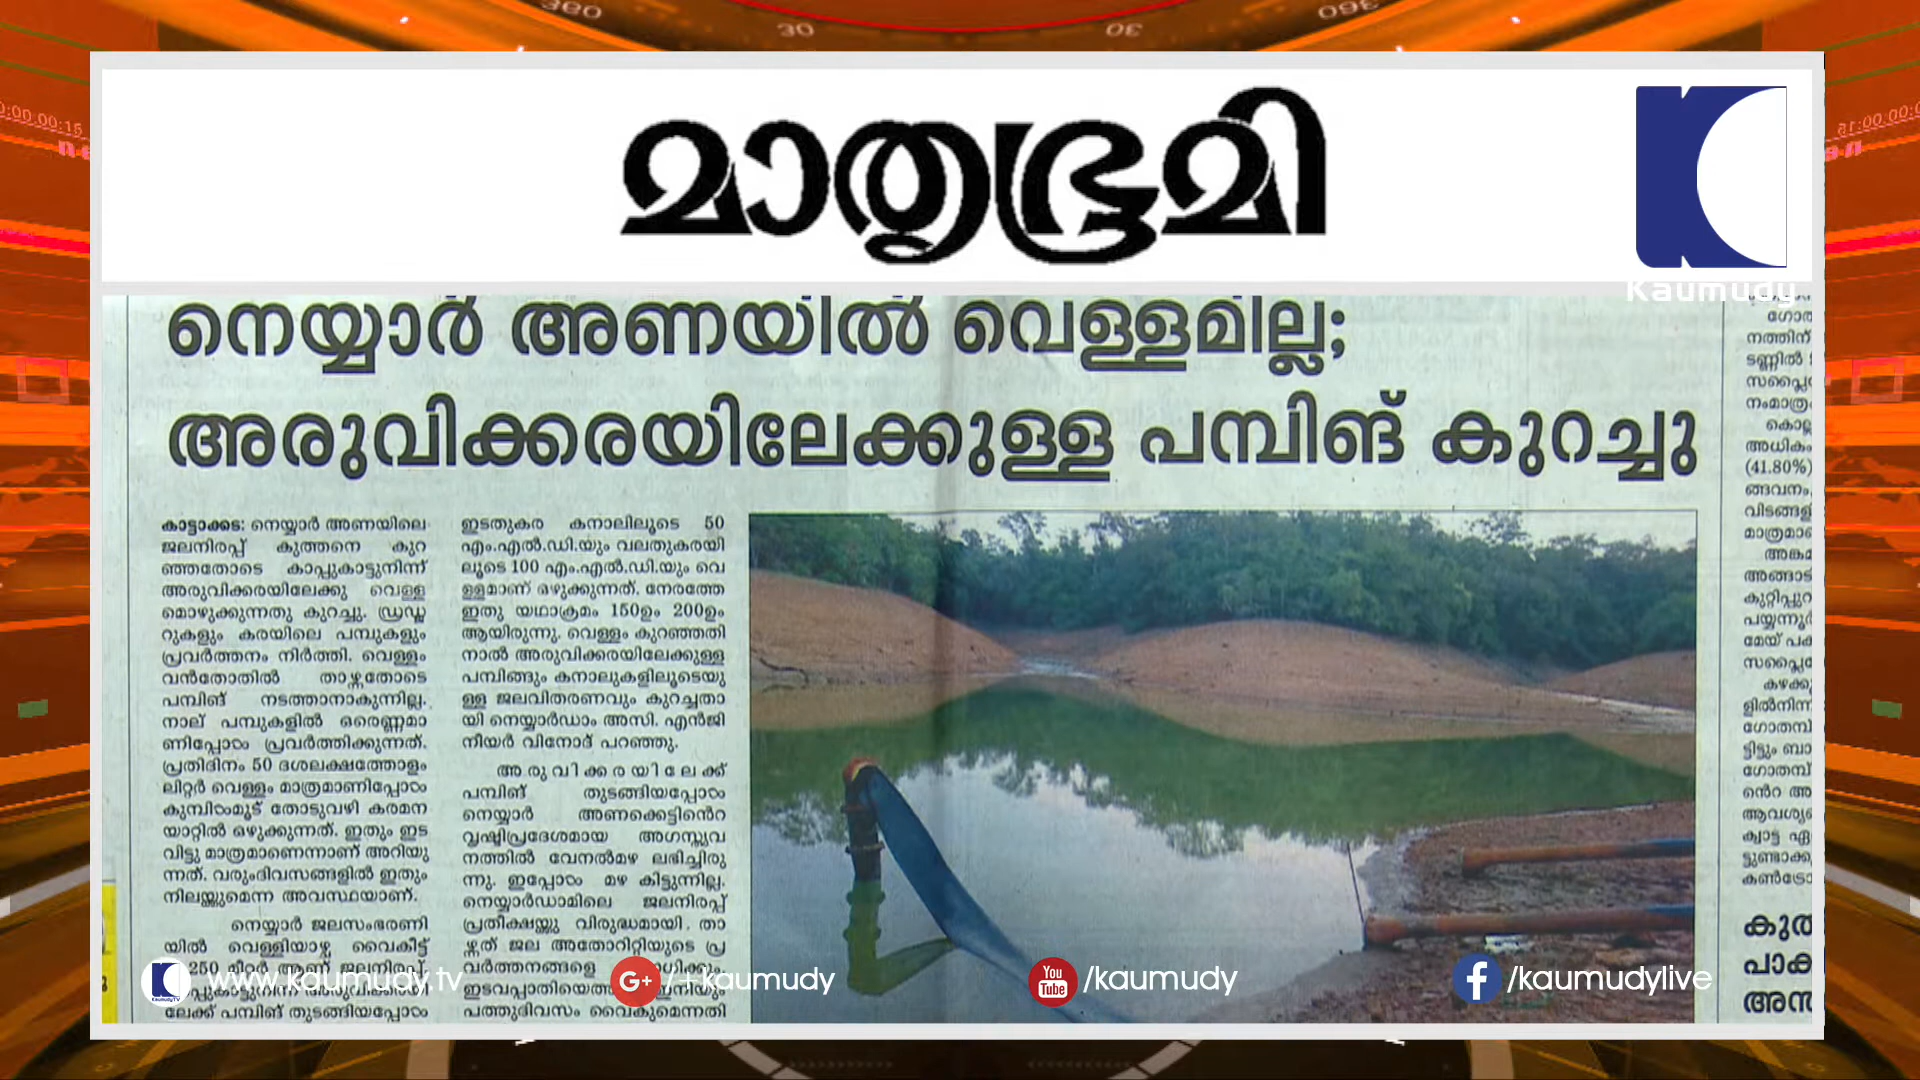 മാതൃഭൂമി
Kaumudy
നെയ്യാർ അണയിൽ വെള്ളമില്ല;
അരുവിക്കരയിലേക്കുള്ള പമ്പിങ് കുറച്ചു
കാട്ടാക്കട: നെയ്യാർ അണയിലെ
ജലനിരപ്പ് കുത്തനെ കുറ
ഞ്ഞതോടെ കാപ്പുകാട്ടുനിന്ന്
അരുവിക്കരയിലേക്കു വെള്ള
മൊഴുക്കുന്നതു കുറച്ചു. ഡ്രഡ്ജ
റുകളും കരയിലെ പമ്പുകളും
പ്രവർത്തനം നിർത്തി. വെള്ളം
വൻതോതിൽ താഴ്ന്നതോടെ
പമ്പിങ് നടത്താനാകുന്നില്ല.
നാല് പമ്പുകളിൽ ഒരെണ്ണമാ
ണിപ്പോൾ പ്രവർത്തിക്കുന്നത്.
പ്രതിദിനം 50 ദശലക്ഷത്തോളം
ലിറ്റർ വെള്ളം മാത്രമാണിപ്പോൾ
കുമ്പിൾമൂട് തോടുവഴി കരമന
യാറ്റിൽ ഒഴുക്കുന്നത്. ഇതും ഇട
വിട്ടു മാത്രമാണെന്നാണ് അറിയു
ന്നത്. വരുംദിവസങ്ങളിൽ ഇതും
നിലയ്ക്കുമെന്ന അവസ്ഥയാണ്.
നെയ്യാർ ജലസംഭരണി
യിൽ വെള്ളിയാഴ്ച വൈകീട്ട്
ലേക്ക് പമ്പിങ് തുടങ്ങിയപ്പോൾ
ഇടതുകര കനാലിലൂടെ 50
എം.എൽ.ഡി.യും വലതുകരയി
ലൂടെ 100 എം.എൽ.ഡി.യും വെ
ള്ളമാണ് ഒഴുക്കുന്നത്. നേരത്തേ
ഇതു യഥാക്രമം 150ഉം 200ഉം
ആയിരുന്നു. വെള്ളം കുറഞ്ഞതി
നാൽ അരുവിക്കരയിലേക്കുള്ള
പമ്പിങ്ങും കനാലുകളിലൂടെയു
ള്ള ജലവിതരണവും കുറച്ചതാ
യി നെയ്യാർഡാം അസി. എൻജി
നീയർ വിനോദ് പറഞ്ഞു.
അരുവിക്കരയിലേക്ക്
പമ്പിങ് തുടങ്ങിയപ്പോൾ
നെയ്യാർ അണക്കെട്ടിൻെറ
വൃഷ്ടിപ്രദേശമായ അഗസ്ത്യവ
നത്തിൽ വേനൽമഴ ലഭിച്ചിരു
ന്നു. ഇപ്പോൾ മഴ കിട്ടുന്നില്ല.
നെയ്യാർഡാമിലെ ജലനിരപ്പ്
പ്രതീക്ഷയ്ക്കു വിരുദ്ധമായി താ
ഴ്ന്നത് ജല അതോറിറ്റിയുടെ പ്ര
പത്തുദിവസം വൈകുമെന്നതി
(41.80%)
www.kaumudy.tv
/+kaumudy
You Tube /kaumudy
/kaumudylive